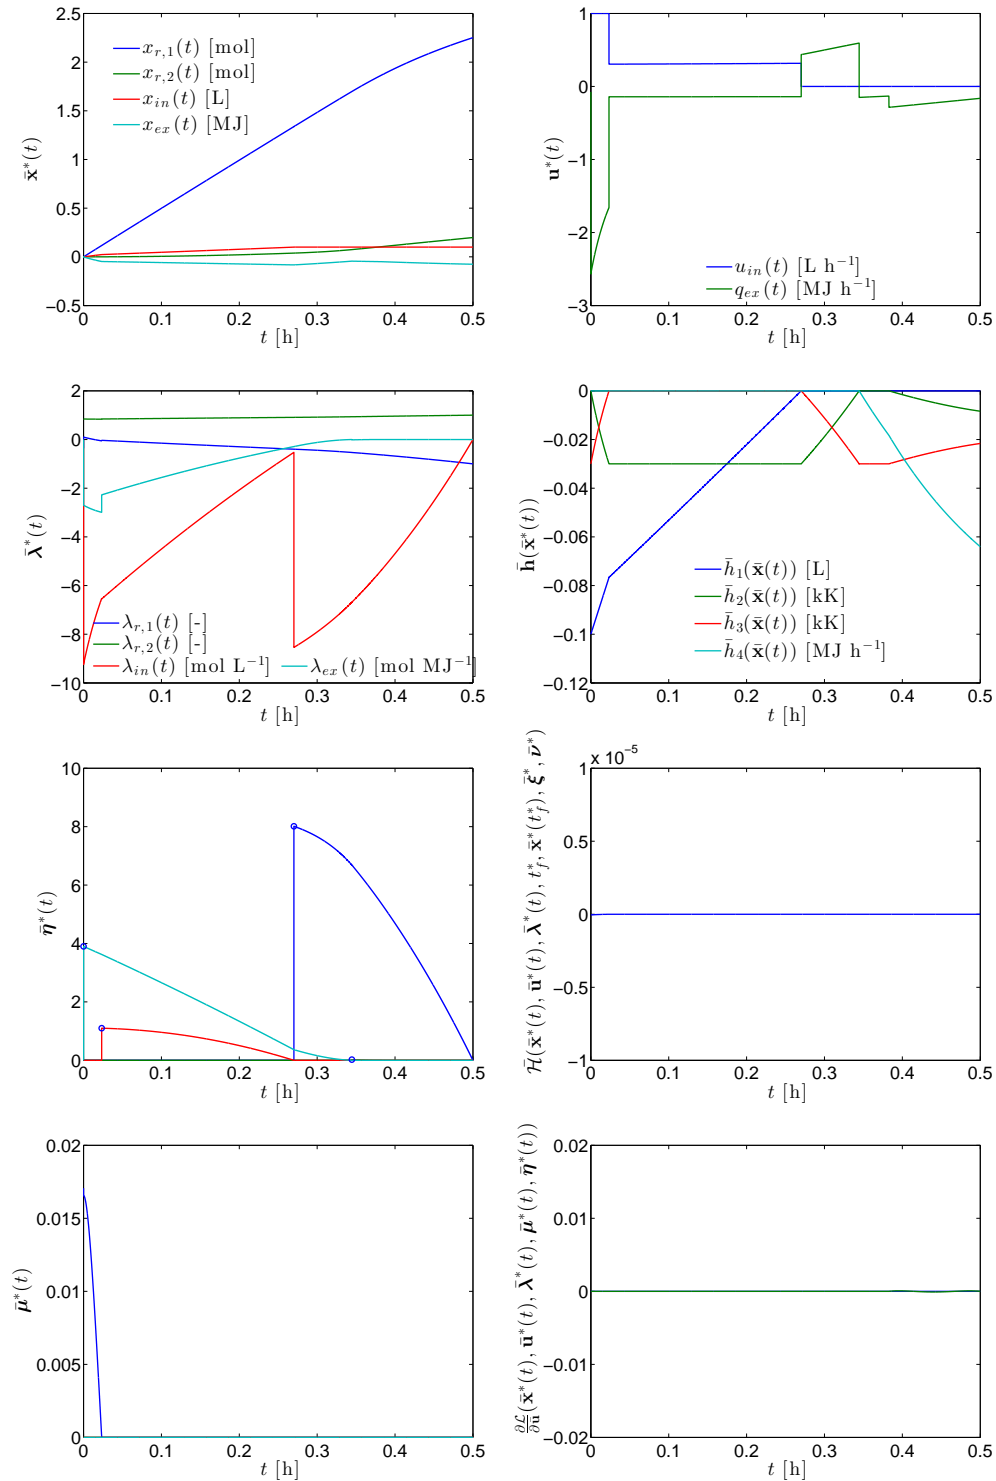 2.5
2
1.5
1
0.5
0
−0.5
x̄*(t)
x_{r,1}(t) [mol]
x_{r,2}(t) [mol]
x_{in}(t) [L]
x_{ex}(t) [MJ]
0 0.1 0.2 0.3 0.4 0.5
t [h]
1
0
−1
−2
−3
u*(t)
u_{in}(t) [L h⁻¹]
q_{ex}(t) [MJ h⁻¹]
0 0.1 0.2 0.3 0.4 0.5
t [h]
2
0
−2
−4
−6
−8
−10
λ̄*(t)
λ_{r,1}(t) [-]
λ_{r,2}(t) [-]
λ_{in}(t) [mol L⁻¹] λ_{ex}(t) [mol MJ⁻¹]
0 0.1 0.2 0.3 0.4 0.5
t [h]
0
−0.02
−0.04
−0.06
−0.08
−0.1
−0.12
h̄(x̄*(t))
h̄₁(x̄(t)) [L]
h̄₂(x̄(t)) [kK]
h̄₃(x̄(t)) [kK]
h̄₄(x̄(t)) [MJ h⁻¹]
0 0.1 0.2 0.3 0.4 0.5
t [h]
10
8
6
4
2
0
η̄*(t)
0 0.1 0.2 0.3 0.4 0.5
t [h]
x 10⁻⁵
1
0.5
0
−0.5
−1
H̄(x̄*(t), ū*(t), λ̄*(t), t_f*, x̄*(t_f*), ξ̄*, ν̄*)
0 0.1 0.2 0.3 0.4 0.5
t [h]
0.02
0.015
0.01
0.005
0
μ̄*(t)
0 0.1 0.2 0.3 0.4 0.5
t [h]
0.02
0.01
0
−0.01
−0.02
∂L̄/∂ū(x̄*(t), ū*(t), λ̄*(t), μ̄*(t), η̄*(t))
0 0.1 0.2 0.3 0.4 0.5
t [h]